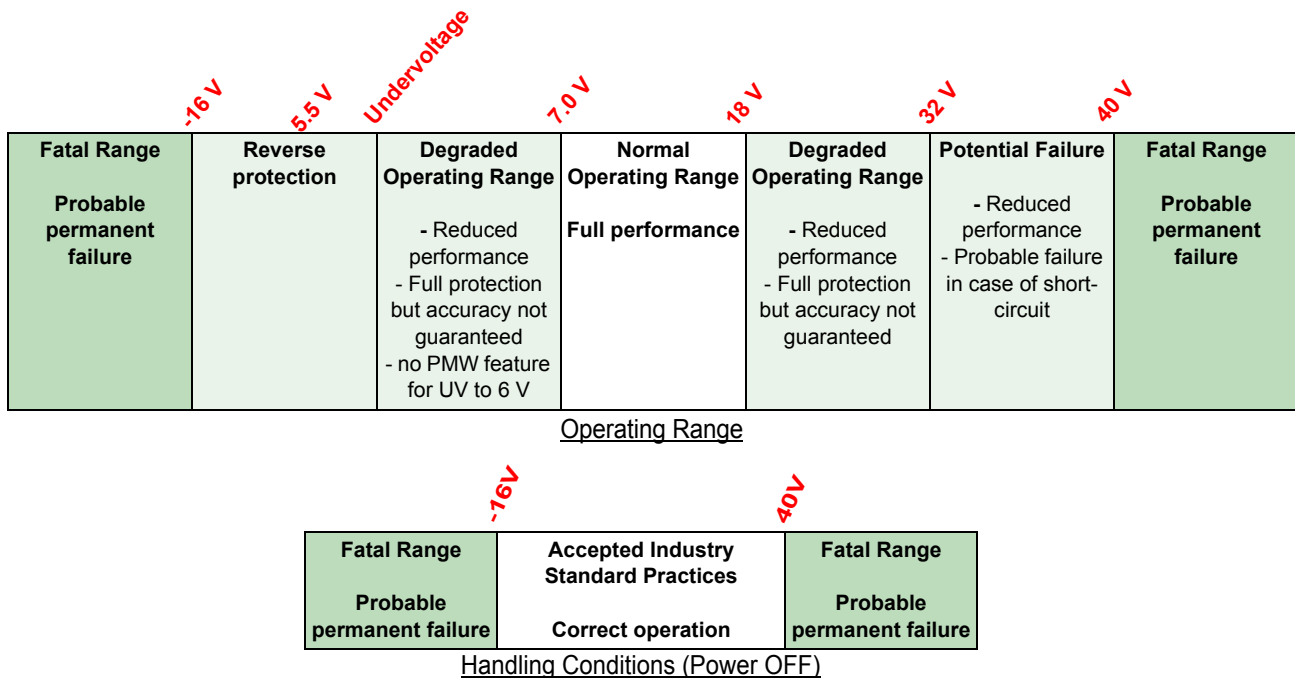 -16 V
5.5 V
Undervoltage
7.0 V
18 V
32 V
40 V
Fatal Range
Probable
permanent
failure
Reverse
protection
Degraded
Operating Range
- Reduced
performance
- Full protection
but accuracy not
guaranteed
- no PMW feature
for UV to 6 V
Normal
Operating Range
Full performance
Degraded
Operating Range
- Reduced
performance
- Full protection
but accuracy not
guaranteed
Potential Failure
- Reduced
performance
- Probable failure
in case of short-
circuit
Fatal Range
Probable
permanent
failure
Operating Range
-16V
40V
Fatal Range
Probable
permanent failure
Accepted Industry
Standard Practices
Correct operation
Fatal Range
Probable
permanent failure
Handling Conditions (Power OFF)